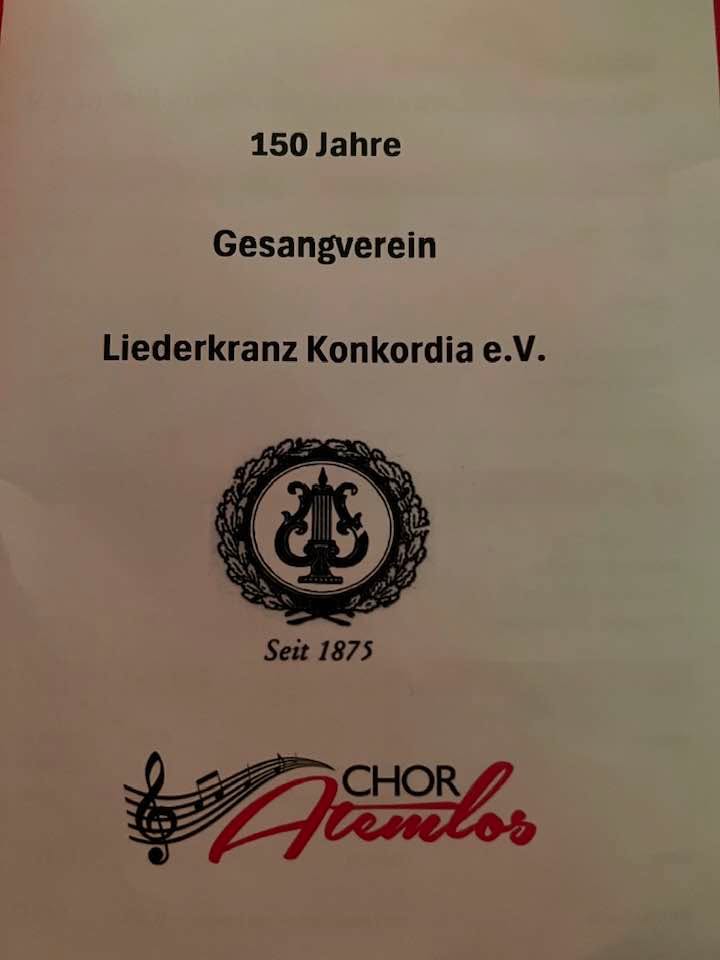 150 Jahre
Gesangverein
Liederkranz Konkordia e.V.
Seit 1875
CHOR
Atemlos